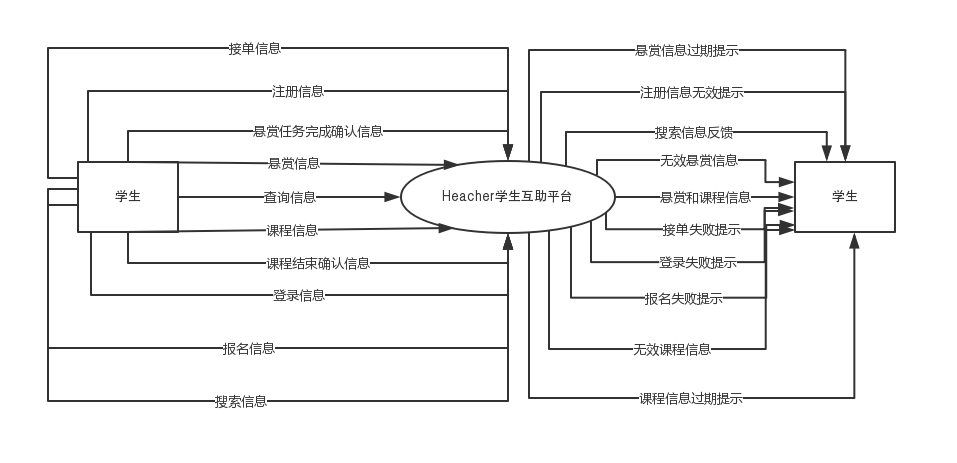 接单信息
注册信息
悬赏任务完成确认信息
悬赏信息
学生
查询信息
课程信息
课程结束确认信息
登录信息
报名信息
搜索信息
Heacher学生互助平台
悬赏信息过期提示
注册信息无效提示
搜索信息反馈
无效悬赏信息
悬赏和课程信息
学生
接单失败提示
登录失败提示
报名失败提示
无效课程信息
课程信息过期提示